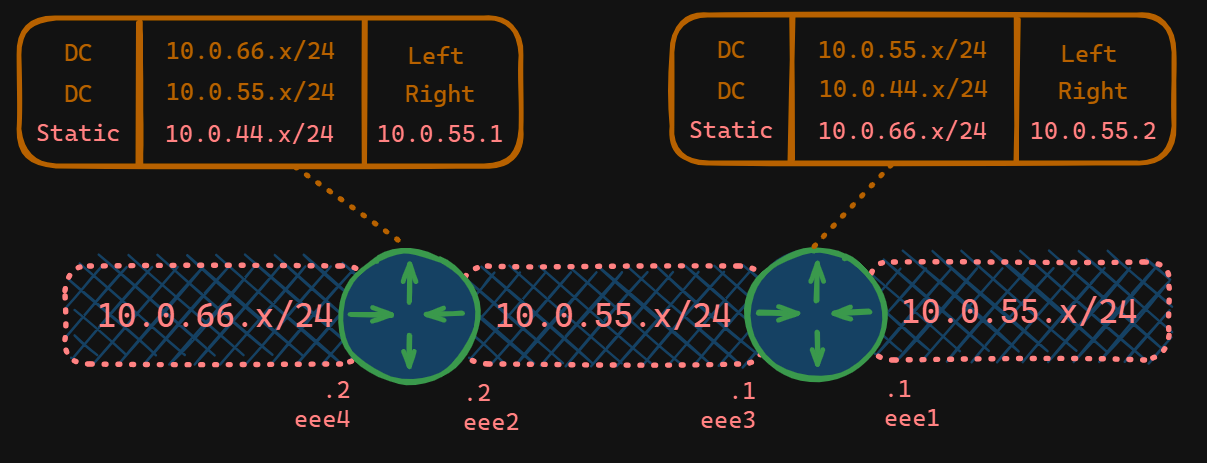 DC 10.0.66.x/24 Left
DC 10.0.55.x/24 Right
Static 10.0.44.x/24 10.0.55.1
DC 10.0.55.x/24 Left
DC 10.0.44.x/24 Right
Static 10.0.66.x/24 10.0.55.2
10.0.66.x/24
10.0.55.x/24
10.0.55.x/24
.2
eee4
.2
eee2
.1
eee3
.1
eee1